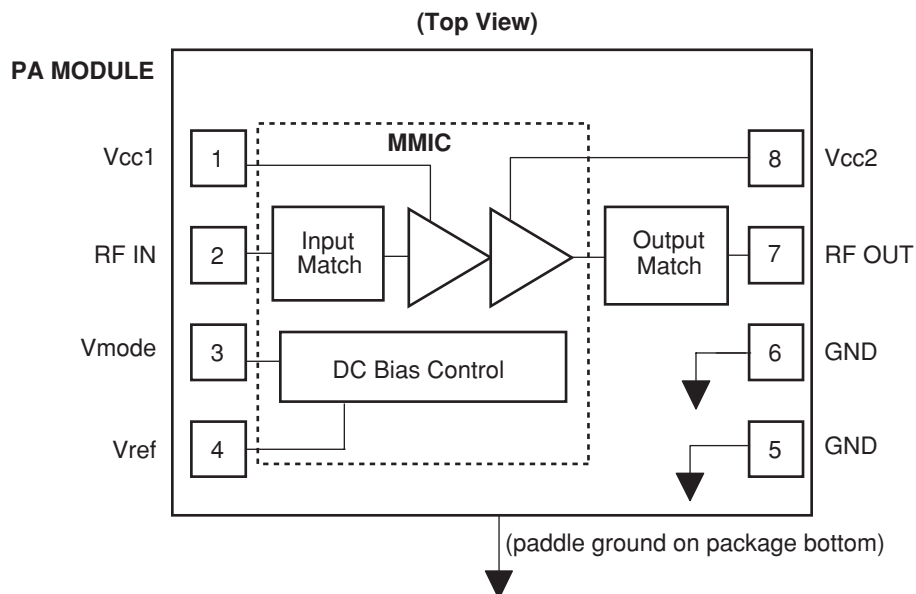 (Top View)
PA MODULE
MMIC
Vcc1
1
8
Vcc2
RF IN
2
Input
Match
Output
Match
7
RF OUT
Vmode
3
DC Bias Control
6
GND
Vref
4
5
GND
(paddle ground on package bottom)